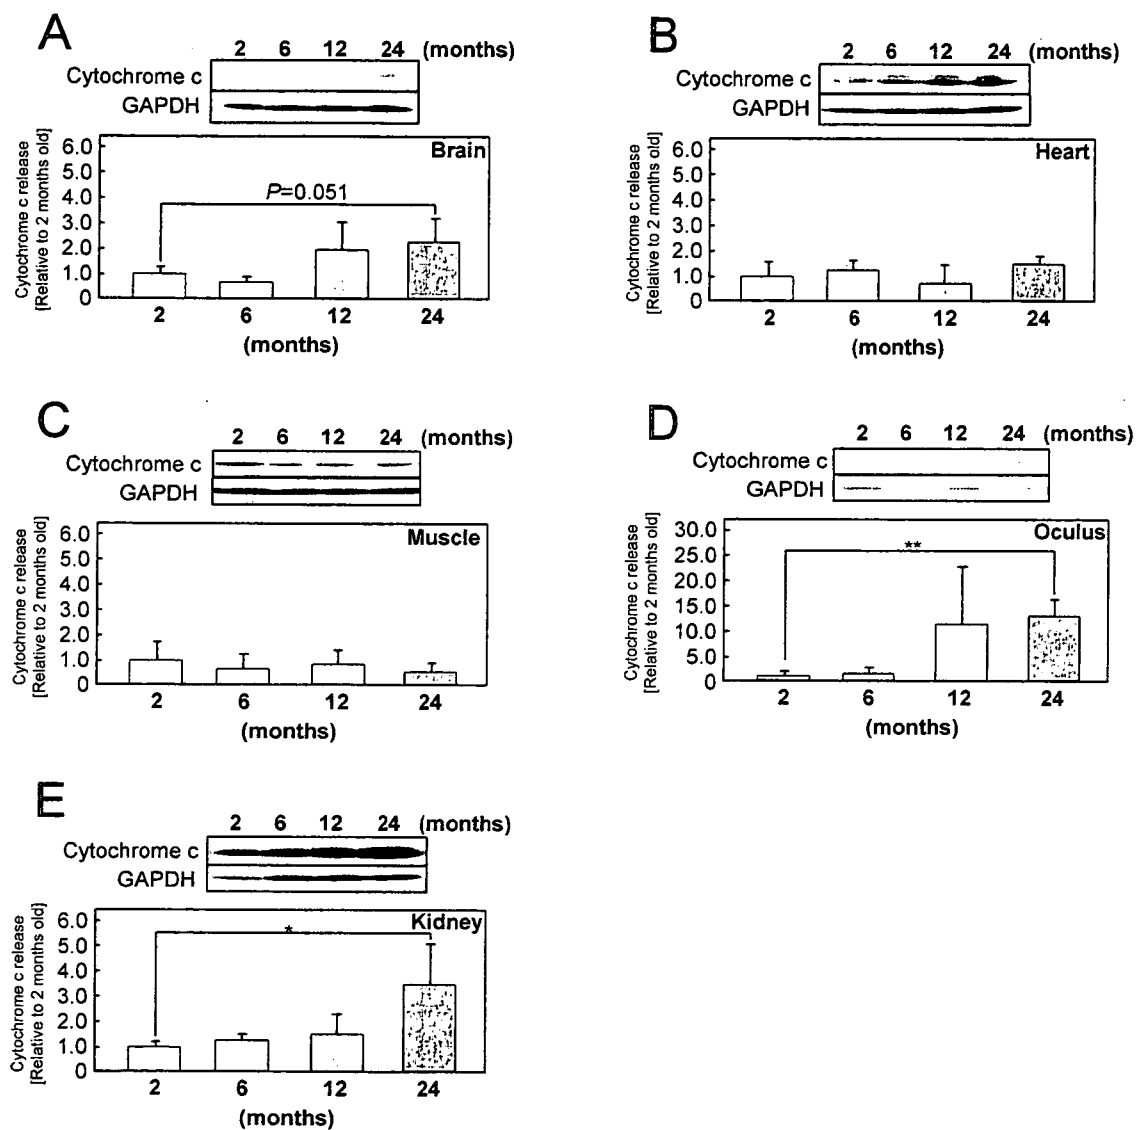 A
2 6 12 24 (months)
Cytochrome c
GAPDH
Cytochrome c release
[Relative to 2 months old]
6.0
5.0
4.0
3.0
2.0
1.0
0
Brain
P=0.051
2 6 12 24
(months)
B
2 6 12 24 (months)
Cytochrome c
GAPDH
Cytochrome c release
[Relative to 2 months old]
6.0
5.0
4.0
3.0
2.0
1.0
0
Heart
2 6 12 24
(months)
C
2 6 12 24 (months)
Cytochrome c
GAPDH
Cytochrome c release
[Relative to 2 months old]
6.0
5.0
4.0
3.0
2.0
1.0
0
Muscle
2 6 12 24
(months)
D
2 6 12 24 (months)
Cytochrome c
GAPDH
Cytochrome c release
[Relative to 2 months old]
30.0
25.0
20.0
15.0
10.0
5.0
0
Oculus
**
2 6 12 24
(months)
E
2 6 12 24 (months)
Cytochrome c
GAPDH
Cytochrome c release
[Relative to 2 months old]
6.0
5.0
4.0
3.0
2.0
1.0
0
Kidney
*
2 6 12 24
(months)